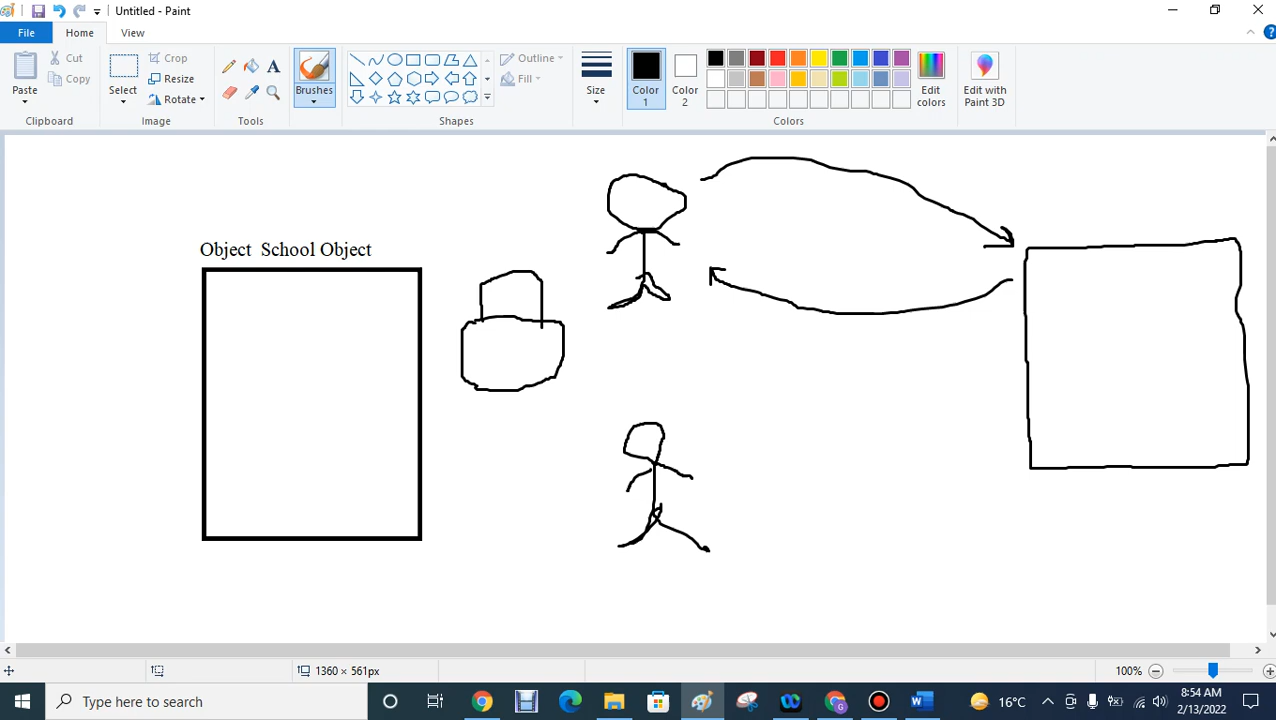 Untitled - Paint
File Home View
Paste
Cut
Copy
Clipboard
Select
Crop
Resize
Rotate
Image
Tools
Brushes
Outline
Fill
Shapes
Size
Color 1
Color 2
Colors
Edit colors
Edit with Paint 3D
Object  School Object
1360 × 561px
100%
Type here to search
16°C
8:54 AM
2/13/2022